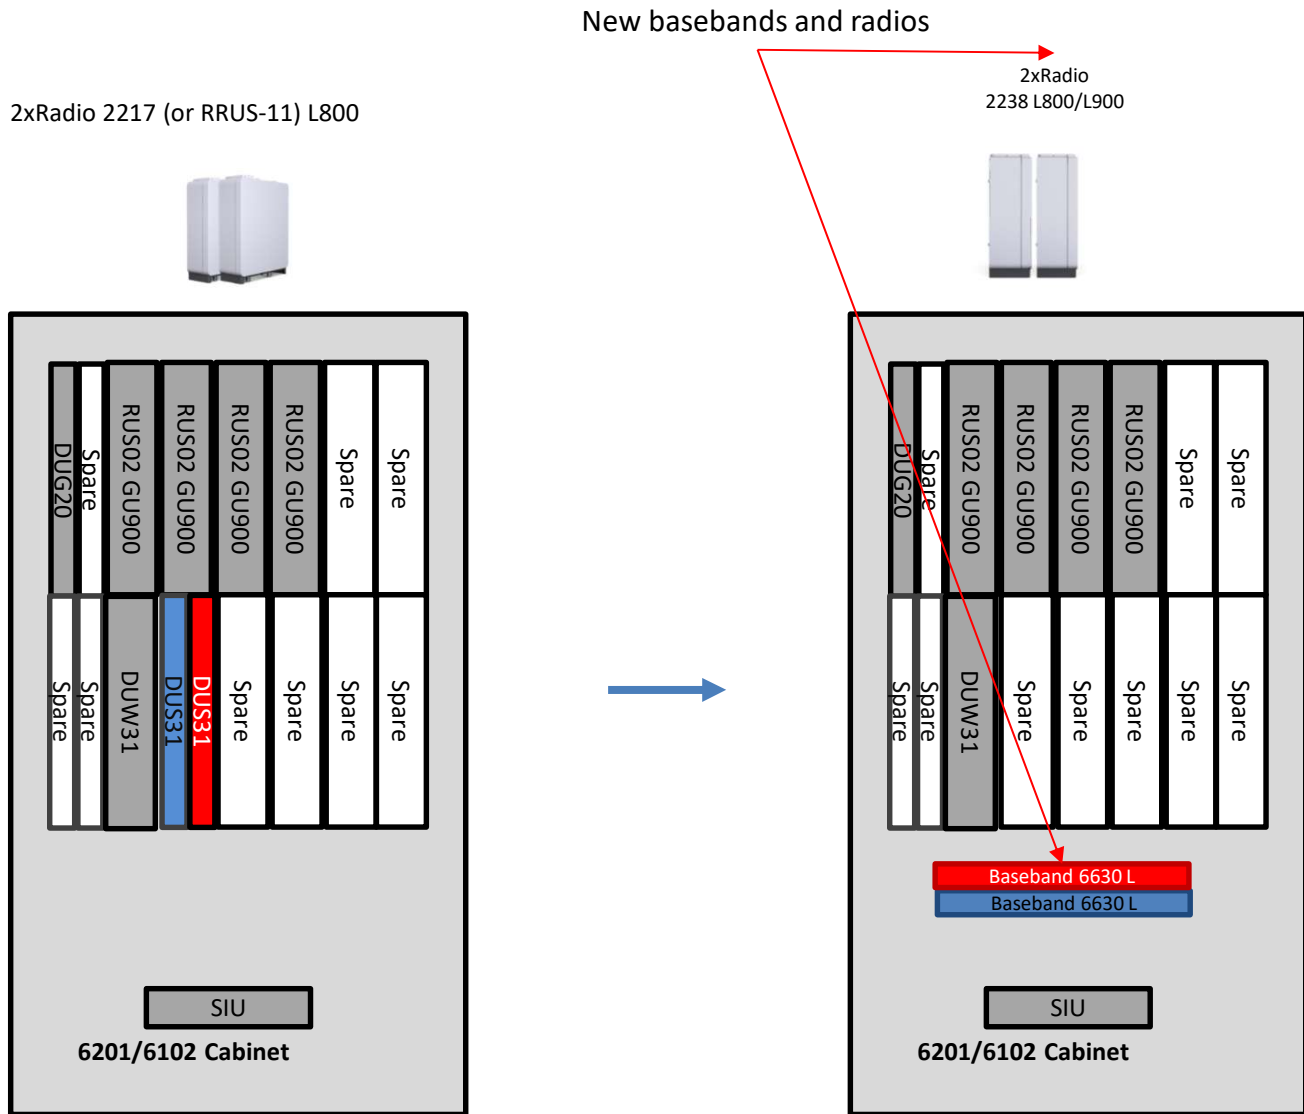 New basebands and radios
2xRadio
2238 L800/L900
2xRadio 2217 (or RRUS-11) L800
DUG20
Spare
RUS02 GU900
RUS02 GU900
RUS02 GU900
RUS02 GU900
Spare
Spare
Spare
Spare
DUW31
DUS31
DUS31
Spare
Spare
Spare
Spare
SIU
6201/6102 Cabinet
DUG20
Spare
RUS02 GU900
RUS02 GU900
RUS02 GU900
RUS02 GU900
Spare
Spare
Spare
Spare
DUW31
Spare
Spare
Spare
Spare
Spare
Baseband 6630 L
Baseband 6630 L
SIU
6201/6102 Cabinet